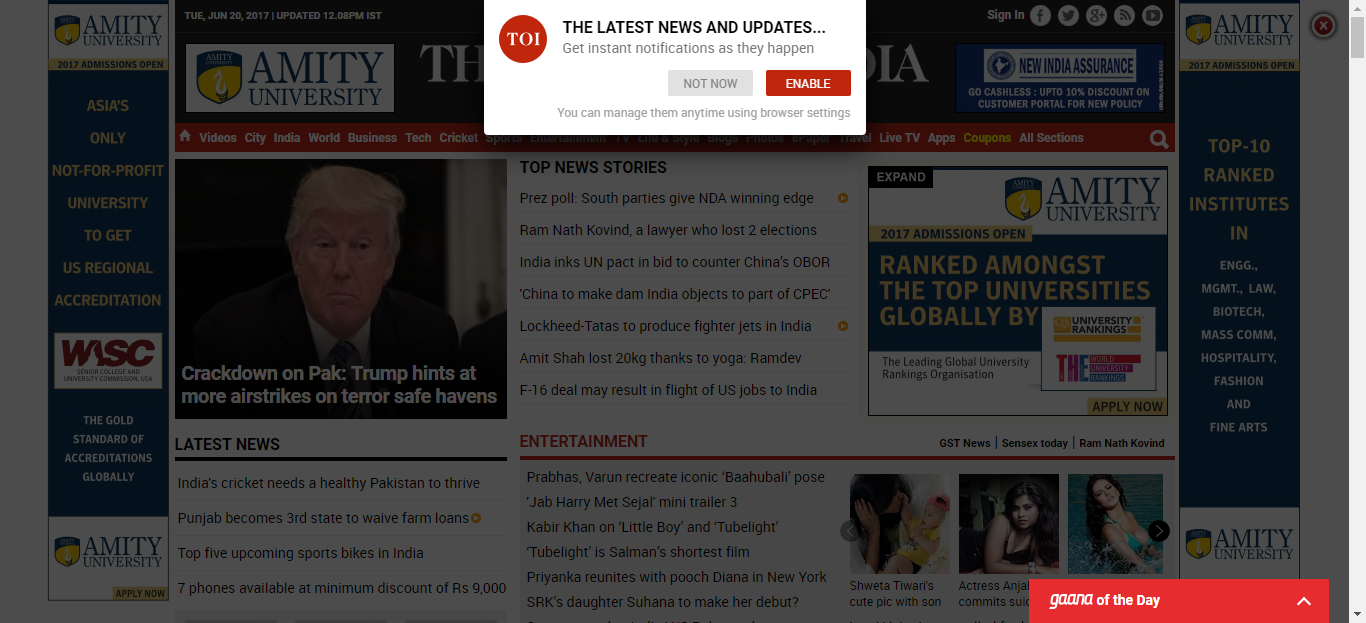 AMITY
UNIVERSITY
2017 ADMISSIONS OPEN
ASIA'S
ONLY
NOT-FOR-PROFIT
UNIVERSITY
TO GET
US REGIONAL
ACCREDITATION
WASC
SENIOR COLLEGE AND
UNIVERSITY COMMISSION, USA
THE GOLD
STANDARD OF
ACCREDITATIONS
GLOBALLY
AMITY
UNIVERSITY
APPLY NOW
TUE, JUN 20, 2017 | UPDATED 12.08PM IST
Sign In
AMITY
UNIVERSITY
TH
DIA
NEW INDIA ASSURANCE
GO CASHLESS : UPTO 10% DISCOUNT ON
CUSTOMER PORTAL FOR NEW POLICY
TOI
THE LATEST NEWS AND UPDATES...
Get instant notifications as they happen
NOT NOW
ENABLE
You can manage them anytime using browser settings
Videos City India World Business Tech Cricket Sports Entertainment TV Life & Style Blogs Photos ePaper Travel Live TV Apps Coupons All Sections
Crackdown on Pak: Trump hints at
more airstrikes on terror safe havens
TOP NEWS STORIES
Prez poll: South parties give NDA winning edge
Ram Nath Kovind, a lawyer who lost 2 elections
India inks UN pact in bid to counter China's OBOR
'China to make dam India objects to part of CPEC'
Lockheed-Tatas to produce fighter jets in India
Amit Shah lost 20kg thanks to yoga: Ramdev
F-16 deal may result in flight of US jobs to India
EXPAND
AMITY
UNIVERSITY
2017 ADMISSIONS OPEN
RANKED AMONGST
THE TOP UNIVERSITIES
GLOBALLY BY
QS UNIVERSITY
RANKINGS
THE WORLD
UNIVERSITY
RANKINGS
The Leading Global University
Rankings Organisation
APPLY NOW
LATEST NEWS
India's cricket needs a healthy Pakistan to thrive
Punjab becomes 3rd state to waive farm loans
Top five upcoming sports bikes in India
7 phones available at minimum discount of Rs 9,000
ENTERTAINMENT
GST News | Sensex today | Ram Nath Kovind
Prabhas, Varun recreate iconic ‘Baahubali’ pose
'Jab Harry Met Sejal' mini trailer 3
Kabir Khan on ‘Little Boy’ and ‘Tubelight’
‘Tubelight’ is Salman’s shortest film
Priyanka reunites with pooch Diana in New York
SRK’s daughter Suhana to make her debut?
Shweta Tiwari's
cute pic with son
Actress Anjal
commits suic
gaana of the Day
AMITY
UNIVERSITY
2017 ADMISSIONS OPEN
TOP-10
RANKED
INSTITUTES
IN
ENGG.,
MGMT., LAW,
BIOTECH,
MASS COMM,
HOSPITALITY,
FASHION
AND
FINE ARTS
AMITY
UNIVERSITY